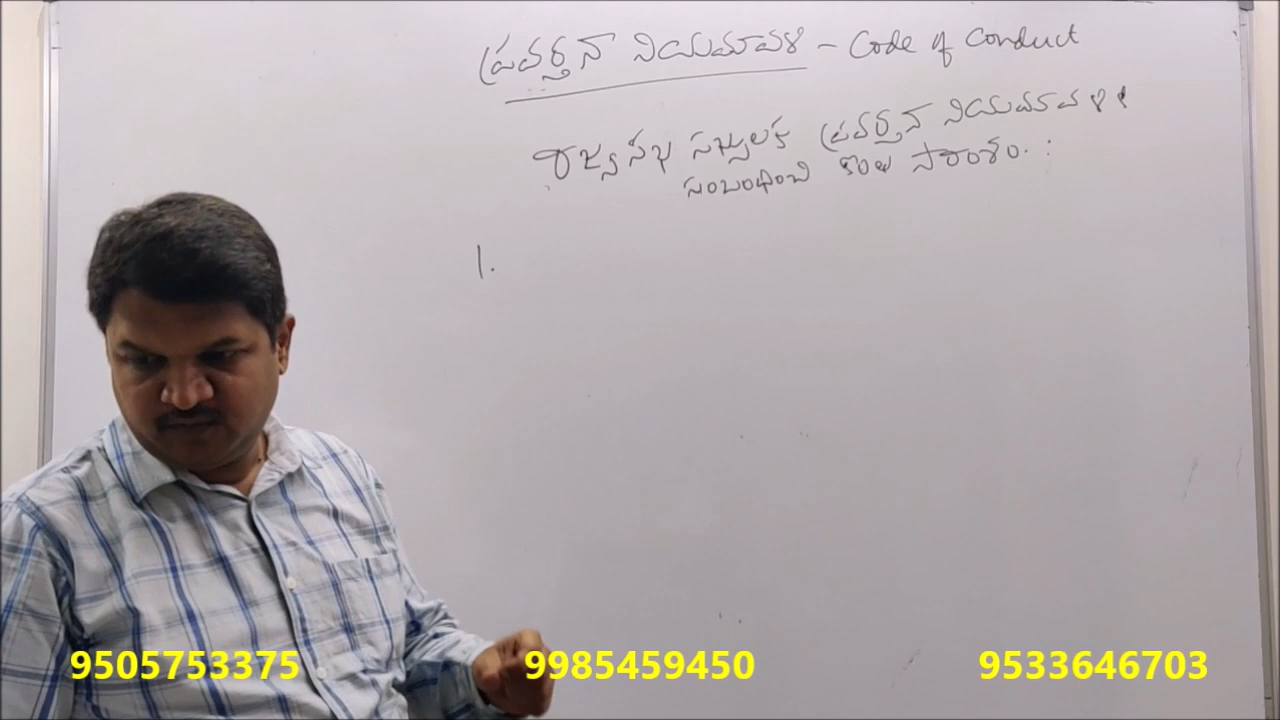 ప్రవర్తనా నియమావళి - Code of Conduct
రాజ్యసభ సభ్యులకు ప్రవర్తన నియమావళికి
సంబంధించి కొంత సారాంశం. :
1.
9505753375 9985459450 9533646703